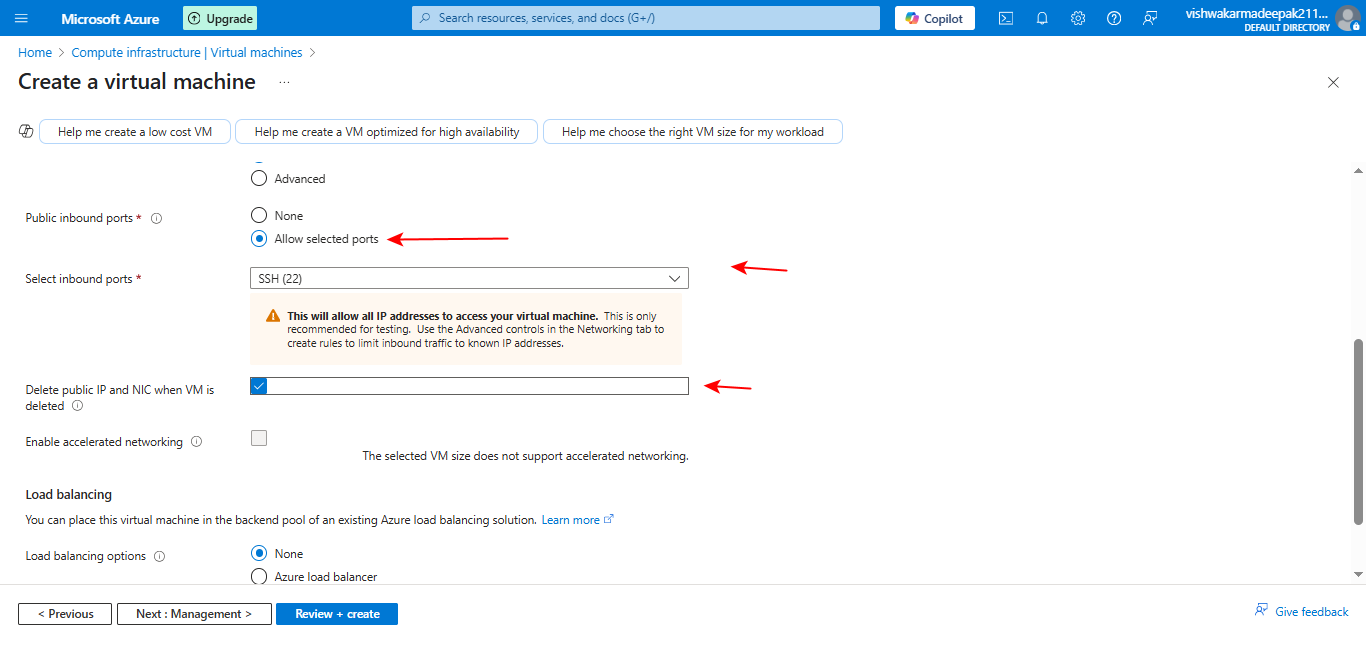 Microsoft Azure
Upgrade
Search resources, services, and docs (G+/)
Copilot
vishwakarmadeepak211...
DEFAULT DIRECTORY
Home > Compute infrastructure | Virtual machines >
Create a virtual machine ...
Help me create a low cost VM
Help me create a VM optimized for high availability
Help me choose the right VM size for my workload
Advanced
Public inbound ports *
None
Allow selected ports
Select inbound ports *
SSH (22)
This will allow all IP addresses to access your virtual machine. This is only
recommended for testing. Use the Advanced controls in the Networking tab to
create rules to limit inbound traffic to known IP addresses.
Delete public IP and NIC when VM is
deleted
Enable accelerated networking
The selected VM size does not support accelerated networking.
Load balancing
You can place this virtual machine in the backend pool of an existing Azure load balancing solution. Learn more
Load balancing options
None
Azure load balancer
< Previous
Next : Management >
Review + create
Give feedback